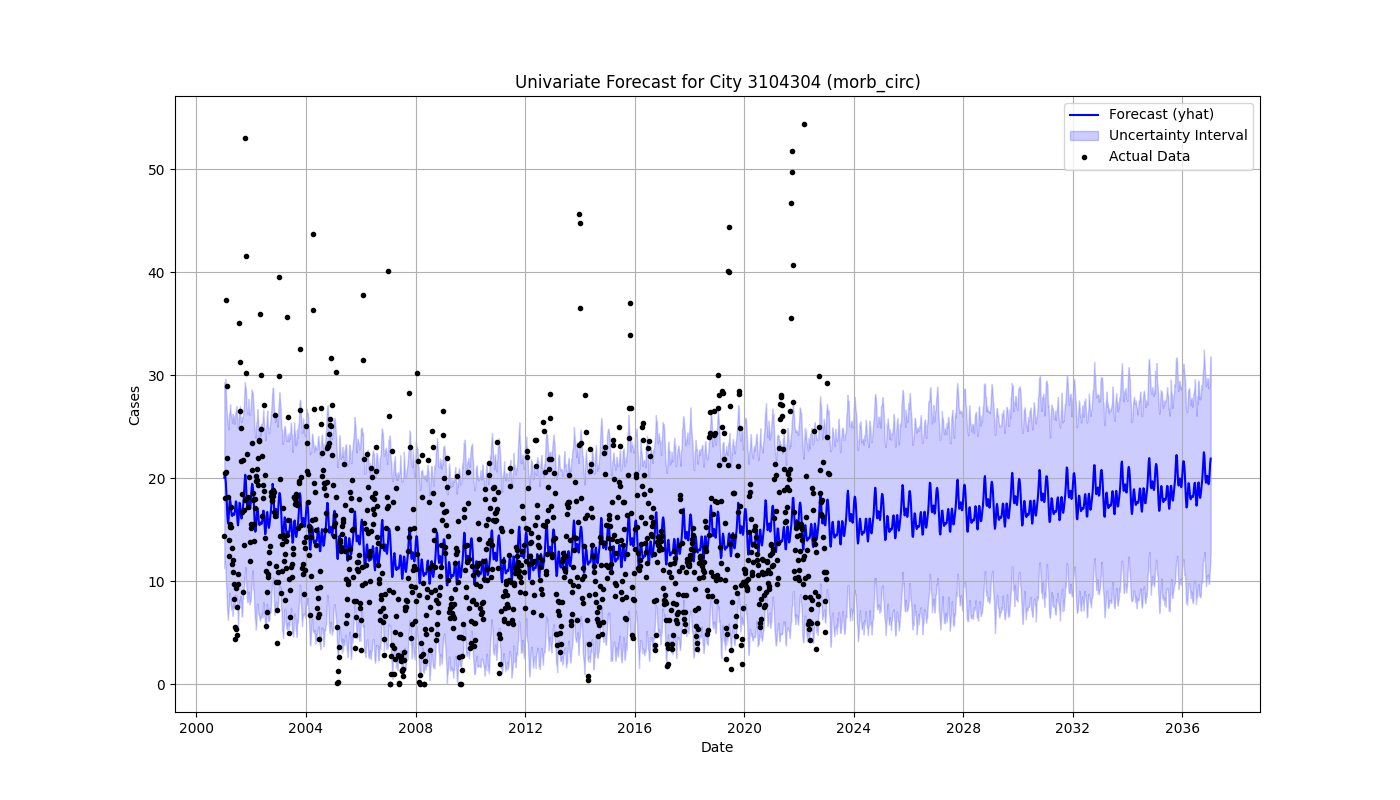 Univariate Forecast for City 3104304 (morb_circ)
Forecast (yhat)
Uncertainty Interval
Actual Data
Cases
50
40
30
20
10
0
2000 2004 2008 2012 2016 2020 2024 2028 2032 2036
Date